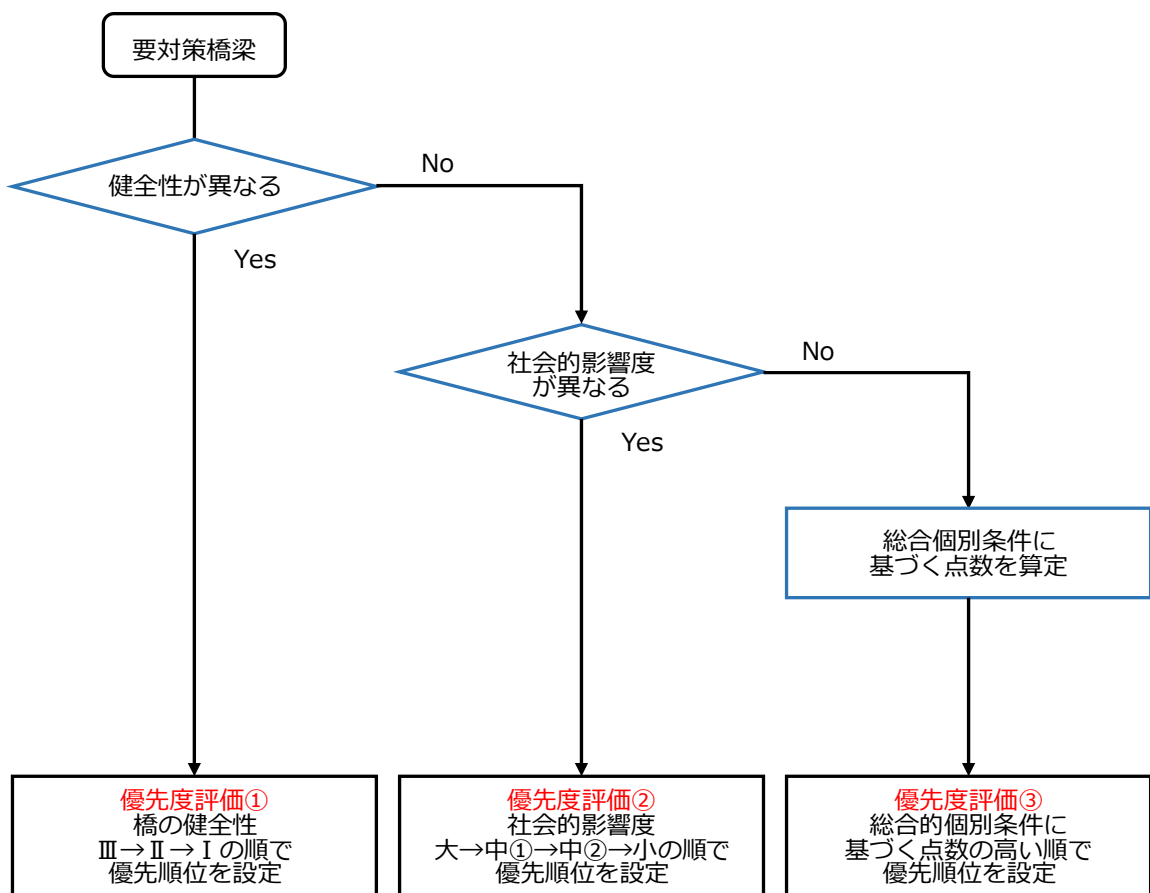 要対策橋梁
健全性が異なる
No
Yes
社会的影響度
が異なる
No
Yes
総合個別条件に
基づく点数を算定
優先度評価①
橋の健全性
Ⅲ→Ⅱ→Ⅰの順で
優先順位を設定
優先度評価②
社会的影響度
大→中①→中②→小の順で
優先順位を設定
優先度評価③
総合的個別条件に
基づく点数の高い順で
優先順位を設定